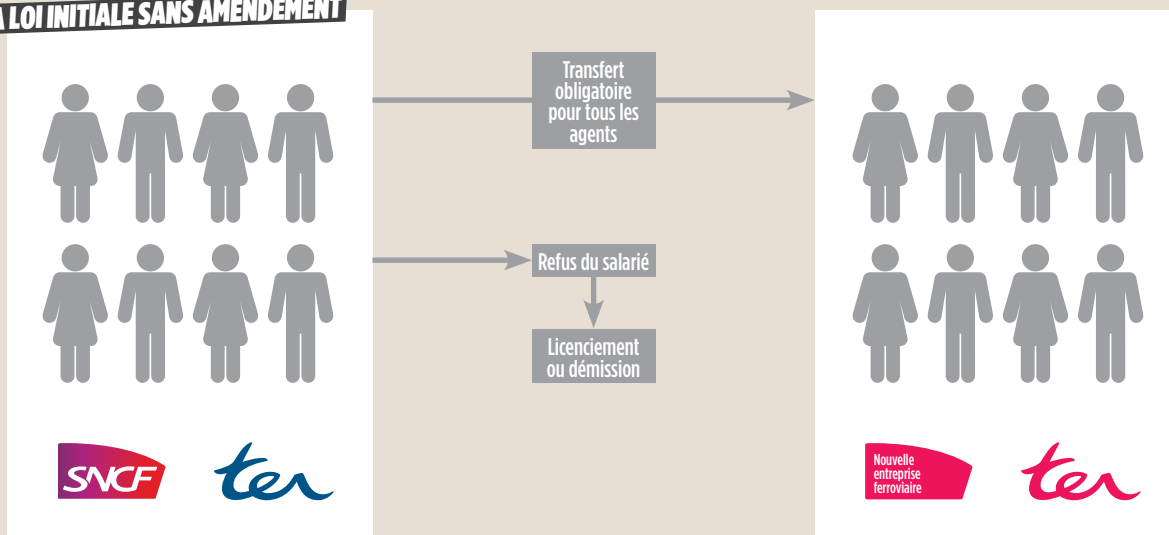 A LOI INITIALE SANS AMENDEMENT
Transfert
obligatoire
pour tous les
agents
Refus du salarié
Licenciement
ou démission
SNCF
ter
Nouvelle
entreprise
ferroviaire
ter